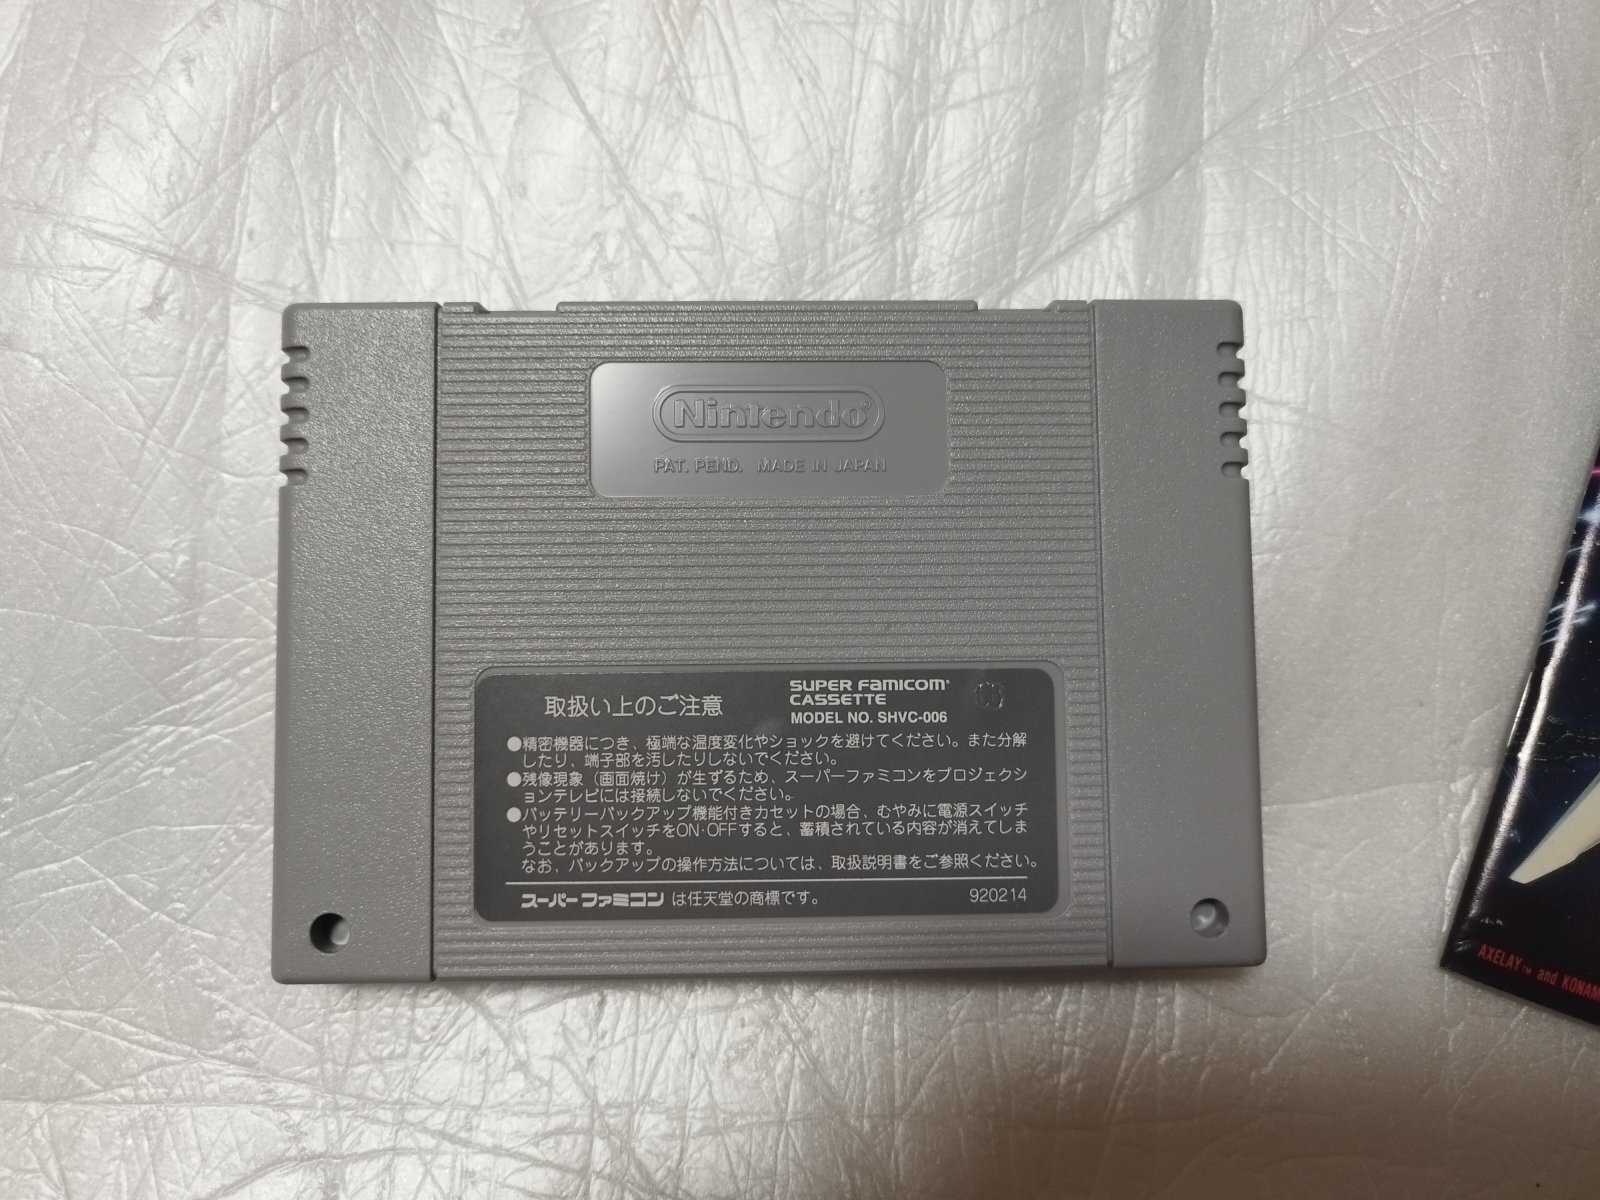 Nintendo®
PAT. PEND. MADE IN JAPAN
取扱い上のご注意
SUPER FAMICOM
CASSETTE
MODEL NO. SHVC-006
●精密機器につき、極端な温度変化やショックを避けてください。また分解
したり、端子部を汚したりしないでください。
●残像現象（画面焼け）が生ずるため、スーパーファミコンをプロジェクシ
ョンテレビには接続しないでください。
●バッテリーバックアップ機能付きカセットの場合、むやみに電源スイッチ
やリセットスイッチをON・OFFすると、蓄積されている内容が消えてしま
うことがあります。
なお、バックアップの操作方法については、取扱説明書をご参照ください。
スーパーファミコン は任天堂の商標です。
920214
AXELAY™ and KONAM